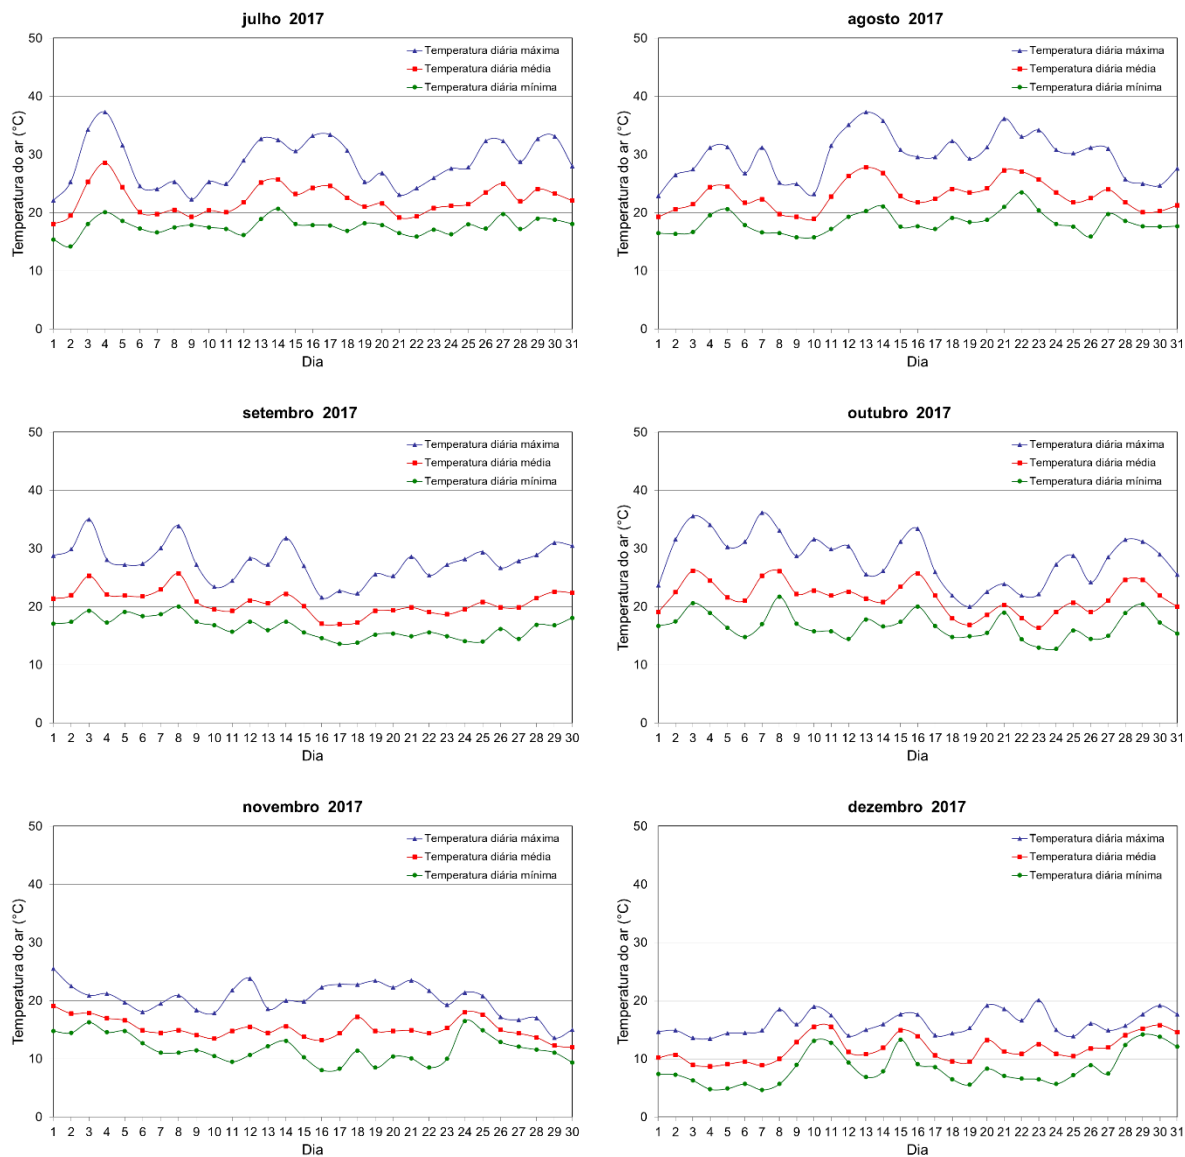 julho 2017
50
40
30
20
10
0
Temperatura do ar (°C)
Temperatura diária máxima
Temperatura diária média
Temperatura diária mínima
1 2 3 4 5 6 7 8 9 10 11 12 13 14 15 16 17 18 19 20 21 22 23 24 25 26 27 28 29 30 31
Dia
agosto 2017
50
40
30
20
10
0
Temperatura do ar (°C)
Temperatura diária máxima
Temperatura diária média
Temperatura diária mínima
1 2 3 4 5 6 7 8 9 10 11 12 13 14 15 16 17 18 19 20 21 22 23 24 25 26 27 28 29 30 31
Dia
setembro 2017
50
40
30
20
10
0
Temperatura do ar (°C)
Temperatura diária máxima
Temperatura diária média
Temperatura diária mínima
1 2 3 4 5 6 7 8 9 10 11 12 13 14 15 16 17 18 19 20 21 22 23 24 25 26 27 28 29 30
Dia
outubro 2017
50
40
30
20
10
0
Temperatura do ar (°C)
Temperatura diária máxima
Temperatura diária média
Temperatura diária mínima
1 2 3 4 5 6 7 8 9 10 11 12 13 14 15 16 17 18 19 20 21 22 23 24 25 26 27 28 29 30 31
Dia
novembro 2017
50
40
30
20
10
0
Temperatura do ar (°C)
Temperatura diária máxima
Temperatura diária média
Temperatura diária mínima
1 2 3 4 5 6 7 8 9 10 11 12 13 14 15 16 17 18 19 20 21 22 23 24 25 26 27 28 29 30
Dia
dezembro 2017
50
40
30
20
10
0
Temperatura do ar (°C)
Temperatura diária máxima
Temperatura diária média
Temperatura diária mínima
1 2 3 4 5 6 7 8 9 10 11 12 13 14 15 16 17 18 19 20 21 22 23 24 25 26 27 28 29 30 31
Dia